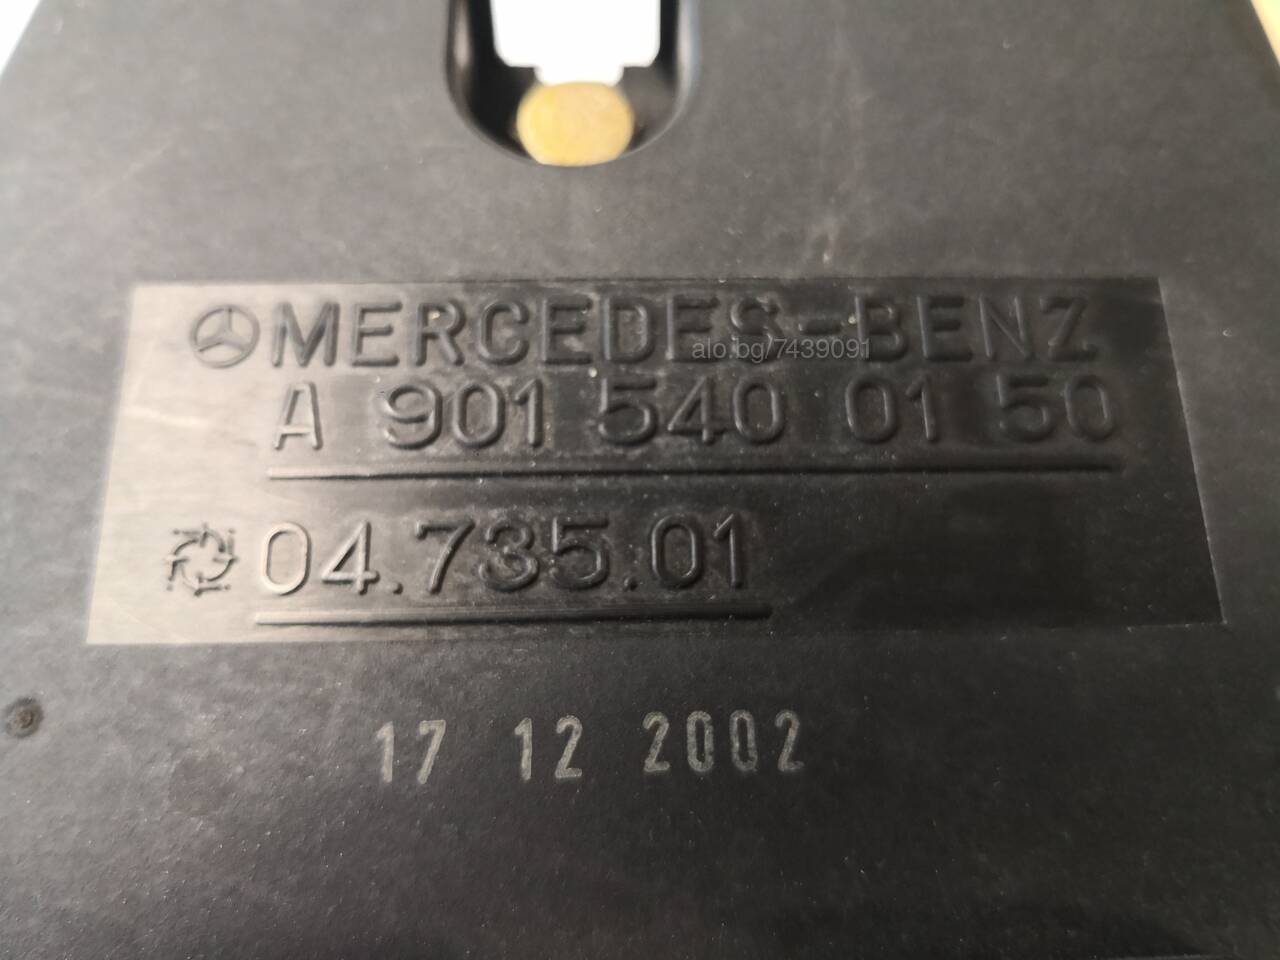 MERCEDES-BENZ
alo.bg/7439091
A 901 540 01 50
04.735.01
17 12 2002